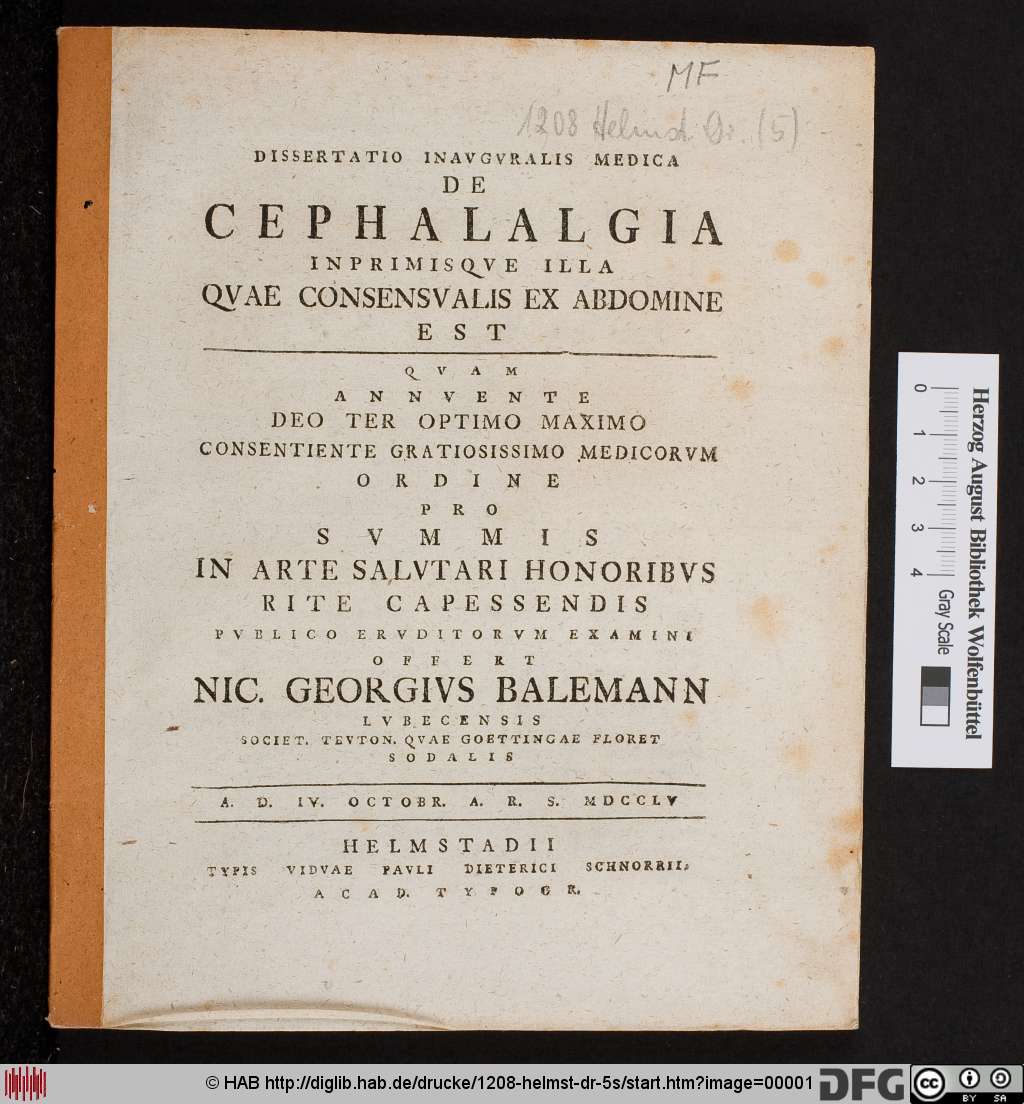 MF
1208 Helmst. Dr. (5)
DISSERTATIO INAVGVRALIS MEDICA
DE
CEPHALALGIA
INPRIMISQVE ILLA
QVAE CONSENSVALIS EX ABDOMINE
EST
QVAM
ANNVENTE
DEO TER OPTIMO MAXIMO
CONSENTIENTE GRATIOSISSIMO MEDICORVM
ORDINE
PRO
SVMMIS
IN ARTE SALVTARI HONORIBVS
RITE CAPESSENDIS
PVBLICO ERVDITORVM EXAMINI
OFFERT
NIC. GEORGIVS BALEMANN
LVBECENSIS
SOCIET. TEVTON. QVAE GOETTINGAE FLORET
SODALIS
A. D. IV. OCTOBR. A. R. S. MDCCLV
HELMSTADII
TYPIS VIDVAE PAVLI DIETERICI SCHNORRII,
ACAD. TYPOGR.
Herzog August Bibliothek Wolfenbüttel
0 1 2 3 4 Gray Scale
© HAB http://diglib.hab.de/drucke/1208-helmst-dr-5s/start.htm?image=00001
DFG
cc BY SA